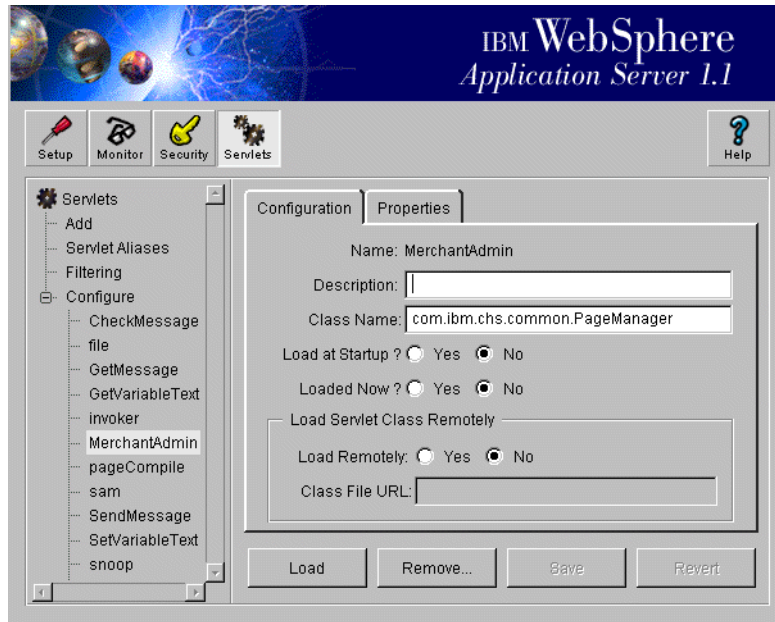 IBM WebSphere
Application Server 1.1
Setup
Monitor
Security
Servlets
Help
Servlets
Add
Servlet Aliases
Filtering
Configure
CheckMessage
file
GetMessage
GetVariableText
invoker
MerchantAdmin
pageCompile
sam
SendMessage
SetVariableText
snoop
Configuration
Properties
Name: MerchantAdmin
Description:
Class Name: com.ibm.chs.common.PageManager
Load at Startup ? Yes No
Loaded Now ? Yes No
Load Servlet Class Remotely
Load Remotely: Yes No
Class File URL:
Load
Remove...
Save
Revert